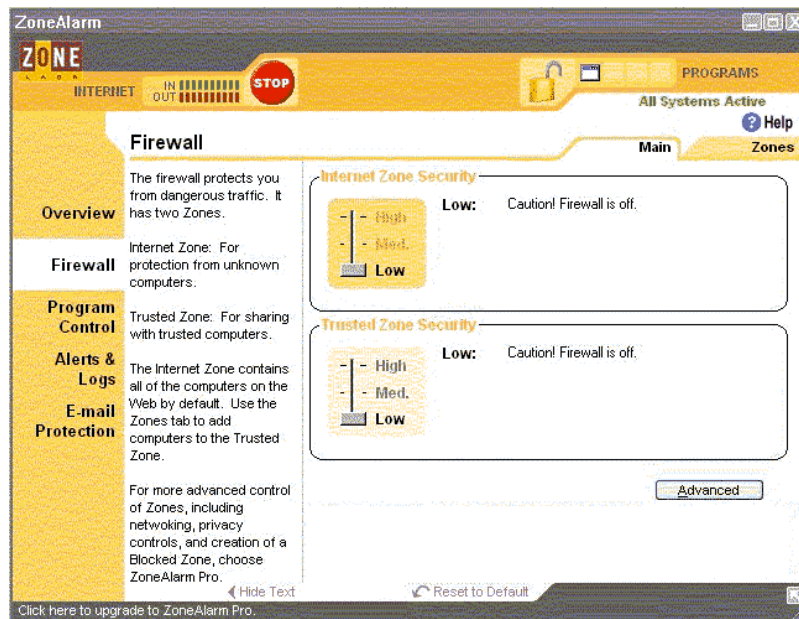 ZoneAlarm
ZONE
LABS
INTERNET
IN
OUT
STOP
PROGRAMS
All Systems Active
? Help
Firewall
Main
Zones
Overview
Firewall
Program
Control
Alerts &
Logs
E-mail
Protection
The firewall protects you
from dangerous traffic. It
has two Zones.
Internet Zone: For
protection from unknown
computers.
Trusted Zone: For sharing
with trusted computers.
The Internet Zone contains
all of the computers on the
Web by default. Use the
Zones tab to add
computers to the Trusted
Zone.
For more advanced control
of Zones, including
netwoking, privacy
controls, and creation of a
Blocked Zone, choose
ZoneAlarm Pro.
Internet Zone Security
High
Med.
Low
Low: Caution! Firewall is off.
Trusted Zone Security
High
Med.
Low
Low: Caution! Firewall is off.
Advanced
Hide Text
Reset to Default
Click here to upgrade to ZoneAlarm Pro.